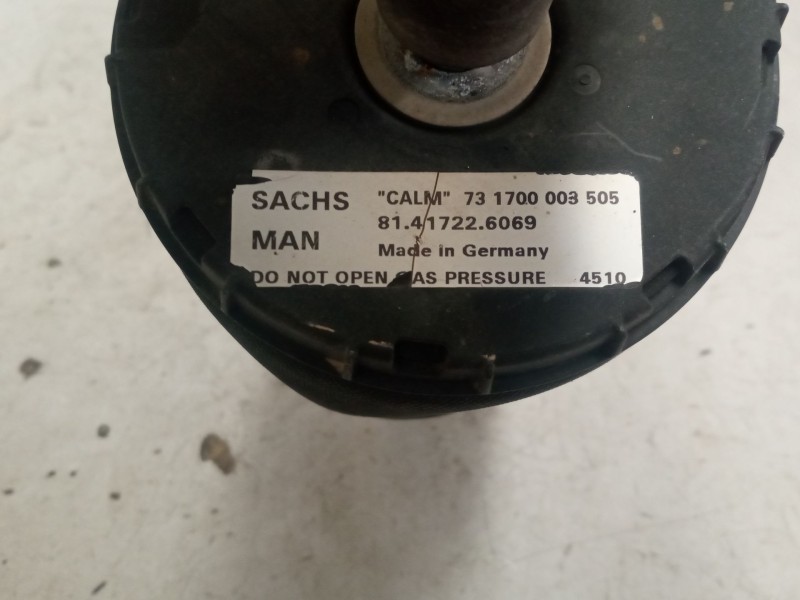 SACHS "CALM" 73 1700 003 505
81.41722.6069
MAN Made in Germany
DO NOT OPEN GAS PRESSURE 4510